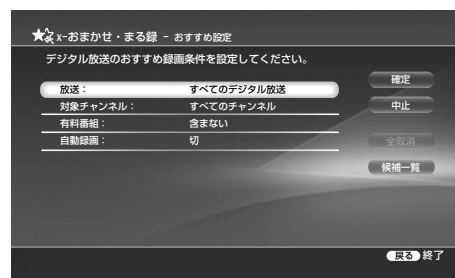 x-おまかせ・まる録 - おすすめ設定
デジタル放送のおすすめ録画条件を設定してください。
放送： すべてのデジタル放送
対象チャンネル： すべてのチャンネル
有料番組： 含まない
自動録画： 切
確定
中止
全取消
候補一覧
戻る 終了